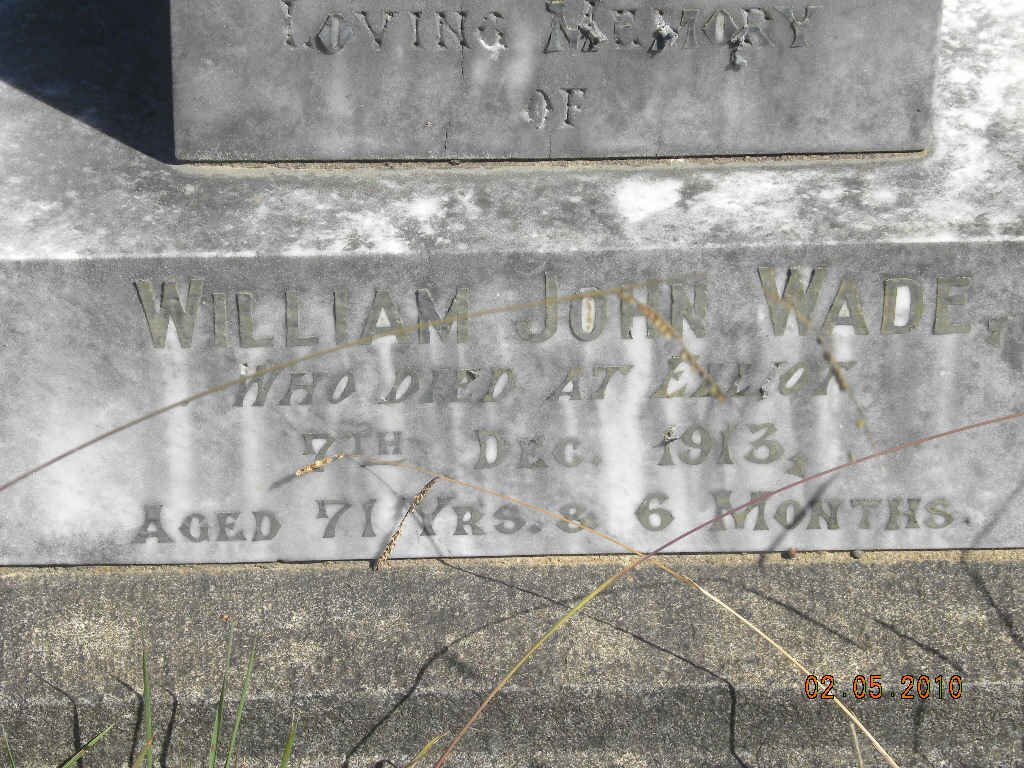 LOVING MEMORY
OF
WILLIAM JOHN WADE,
WHO DIED AT ELLIOT
7TH DEC. 1913,
AGED 71 YRS. & 6 MONTHS.
02.05.2010